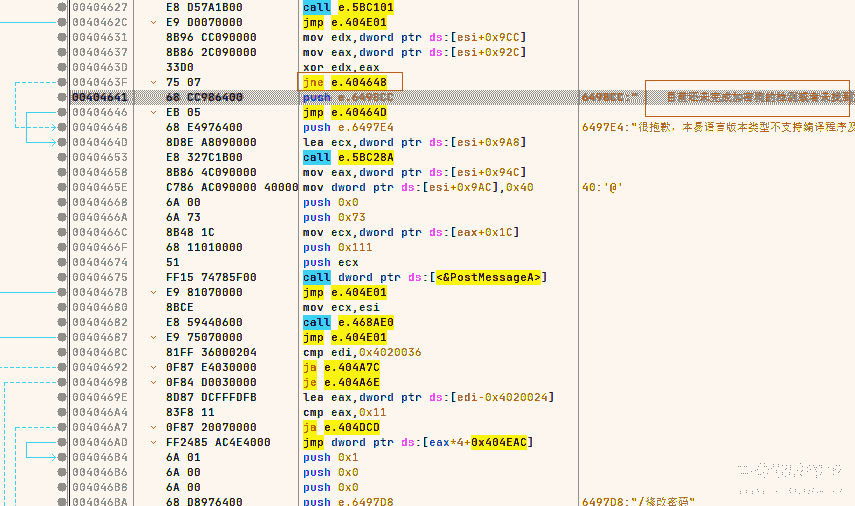 00404627 E8 D57A1B00 call e.5BC101
0040462C E9 D0070000 jmp e.404E01
00404631 8B96 CC090000 mov edx,dword ptr ds:[esi+0x9CC]
00404637 8B86 2C090000 mov eax,dword ptr ds:[esi+0x92C]
0040463D 33D0 xor edx,eax
0040463F 75 07 jne e.404648
00404641 68 CC986400 push e.6498CC 6498CC:"
00404646 EB 05 jmp e.40464D
00404648 68 E4976400 push e.6497E4 6497E4:"很抱歉，本易语言版本类型不支持编译程序及
0040464D 8D8E A8090000 lea ecx,dword ptr ds:[esi+0x9A8]
00404653 E8 327C1B00 call e.5BC28A
00404658 8B86 4C090000 mov eax,dword ptr ds:[esi+0x94C]
0040465E C786 AC090000 40000 mov dword ptr ds:[esi+0x9AC],0x40 40:'@'
00404668 6A 00 push 0x0
0040466A 6A 73 push 0x73
0040466C 8B48 1C mov ecx,dword ptr ds:[eax+0x1C]
0040466F 68 11010000 push 0x111
00404674 51 push ecx
00404675 FF15 74785F00 call dword ptr ds:[<&PostMessageA>]
0040467B E9 81070000 jmp e.404E01
00404680 8BCE mov ecx,esi
00404682 E8 59440600 call e.468AE0
00404687 E9 75070000 jmp e.404E01
0040468C 81FF 36000204 cmp edi,0x4020036
00404692 0F87 E4030000 ja e.404A7C
00404698 0F84 D0030000 je e.404A6E
0040469E 8D87 DCFFFDFB lea eax,dword ptr ds:[edi-0x4020024]
004046A4 83F8 11 cmp eax,0x11
004046A7 0F87 20070000 ja e.404DCD
004046AD FF2485 AC4E4000 jmp dword ptr ds:[eax*4+0x404EAC]
004046B4 6A 01 push 0x1
004046B6 6A 00 push 0x0
004046B8 6A 00 push 0x0
004046BA 68 D8976400 push e.6497D8 6497D8:"/修改密码"